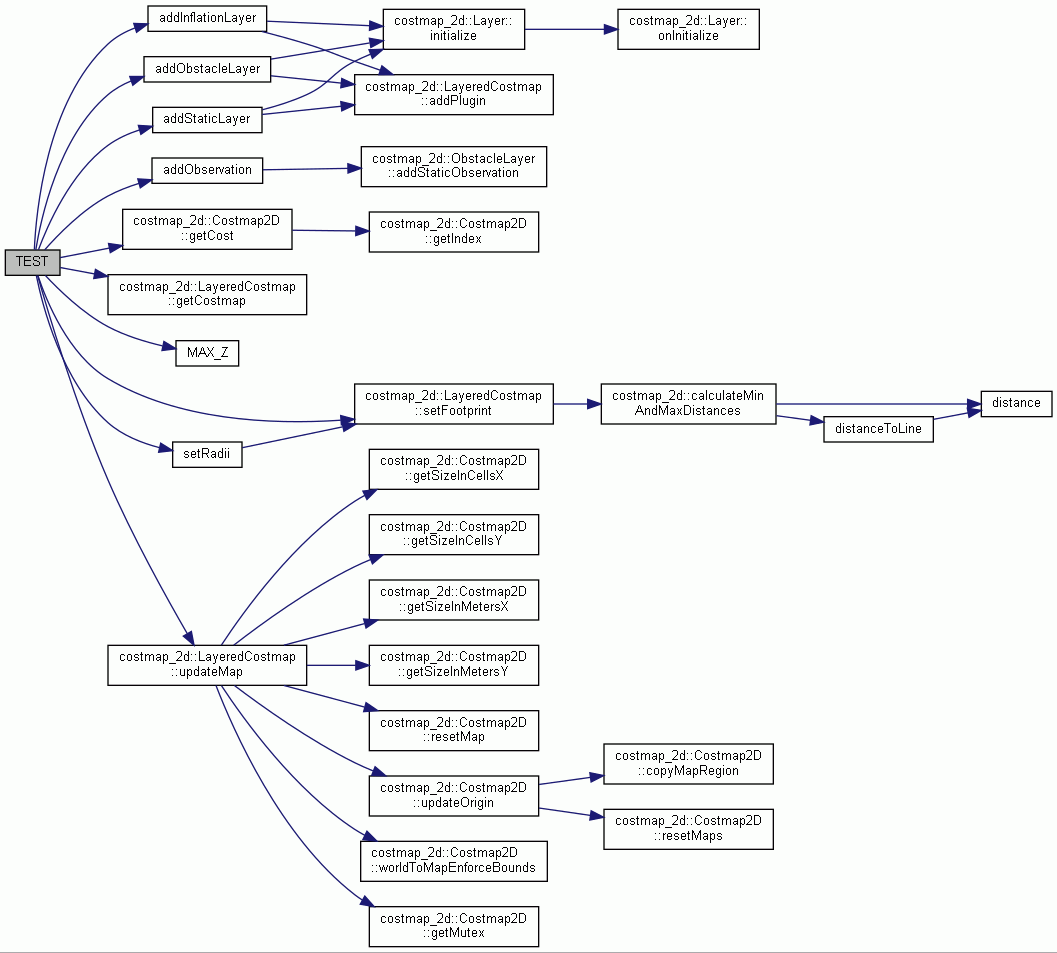 TEST
addInflationLayer
addObstacleLayer
addStaticLayer
addObservation
costmap_2d::Costmap2D
::getCost
costmap_2d::LayeredCostmap
::getCostmap
MAX_Z
setRadii
costmap_2d::LayeredCostmap
::updateMap
costmap_2d::Layer::
initialize
costmap_2d::LayeredCostmap
::addPlugin
costmap_2d::ObstacleLayer
::addStaticObservation
costmap_2d::Costmap2D
::getIndex
costmap_2d::LayeredCostmap
::setFootprint
costmap_2d::Costmap2D
::getSizeInCellsX
costmap_2d::Costmap2D
::getSizeInCellsY
costmap_2d::Costmap2D
::getSizeInMetersX
costmap_2d::Costmap2D
::getSizeInMetersY
costmap_2d::Costmap2D
::resetMap
costmap_2d::Costmap2D
::updateOrigin
costmap_2d::Costmap2D
::worldToMapEnforceBounds
costmap_2d::Costmap2D
::getMutex
costmap_2d::Layer::
onInitialize
costmap_2d::calculateMin
AndMaxDistances
costmap_2d::Costmap2D
::copyMapRegion
costmap_2d::Costmap2D
::resetMaps
distanceToLine
distance